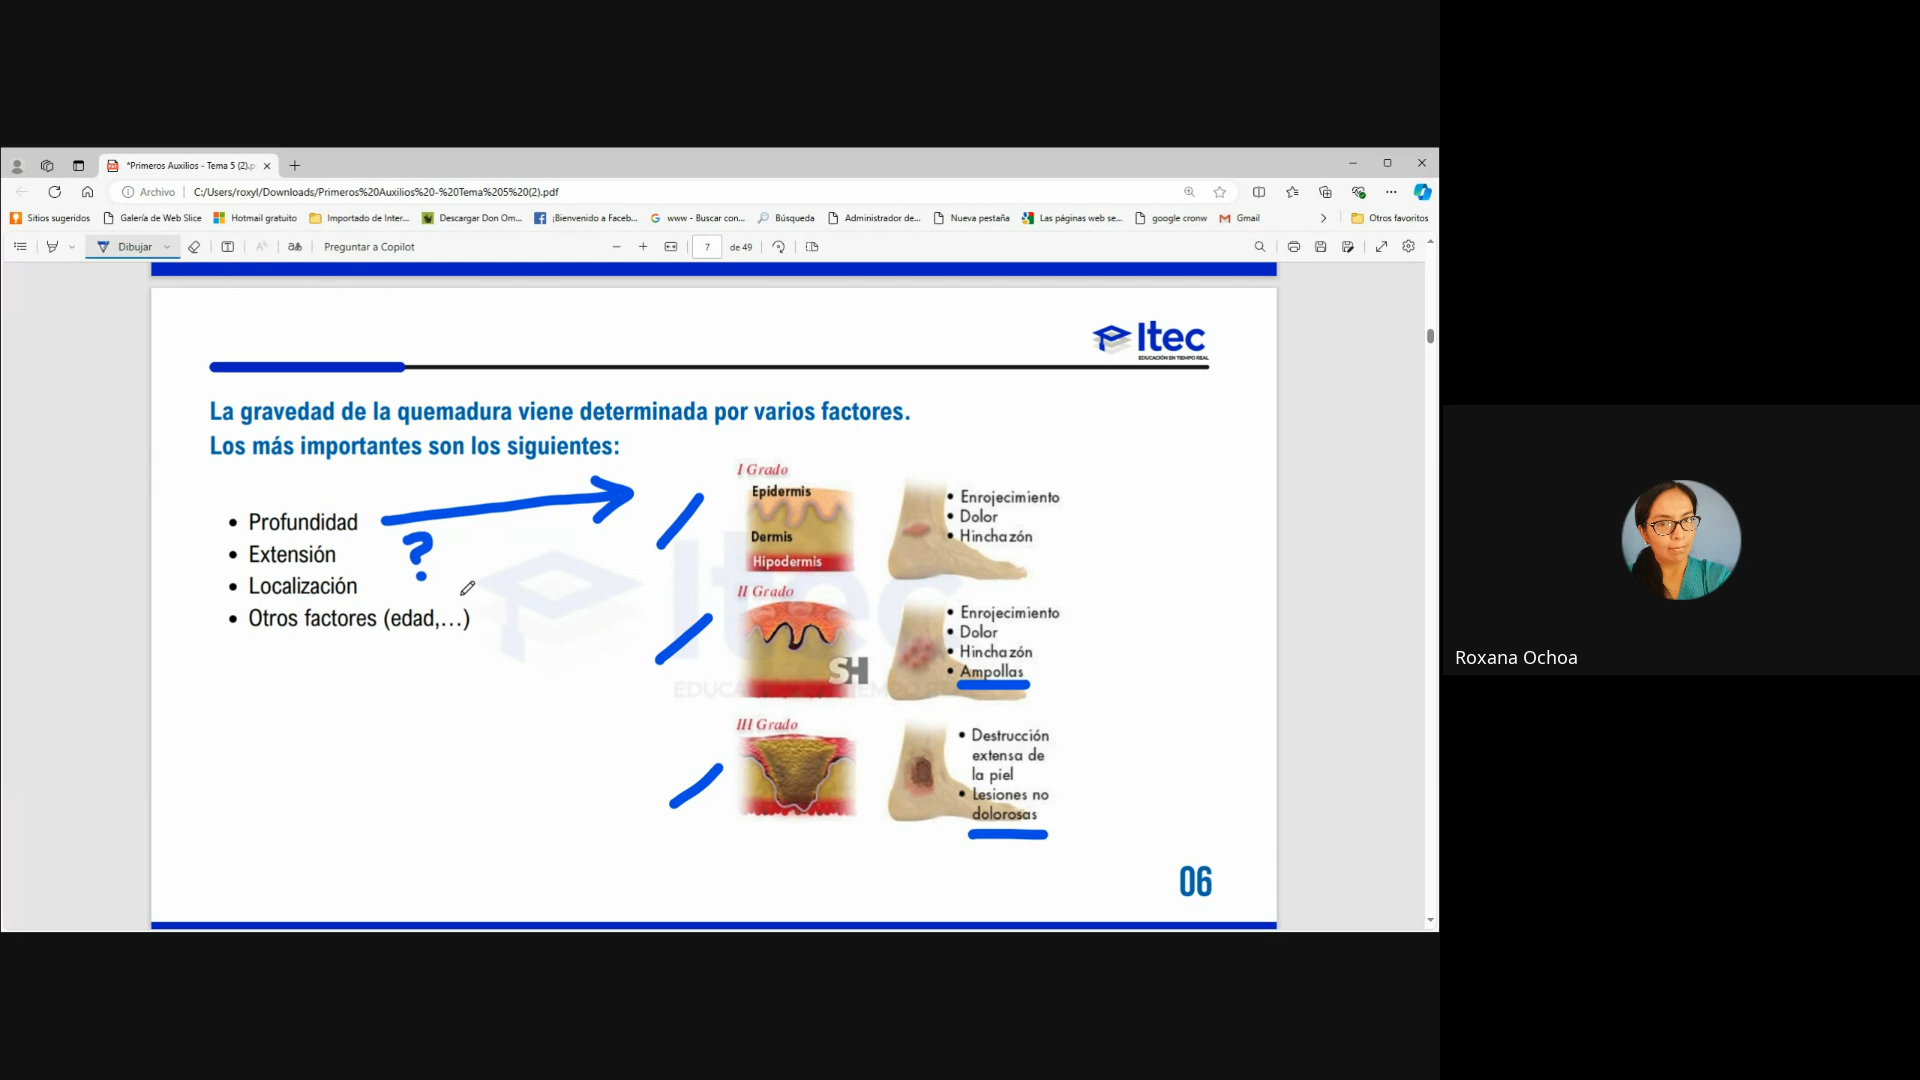 *Primeros Auxilios - Tema 5 (2).p
Archivo
C:/Users/roxyl/Downloads/Primeros%20Auxilios%20-%20Tema%205%20(2).pdf
Sitios sugeridos
Galería de Web Slice
Hotmail gratuito
Importado de Inter...
Descargar Don Om...
¡Bienvenido a Faceb...
www - Buscar con...
Búsqueda
Administrador de...
Nueva pestaña
Las páginas web se...
google cronw
Gmail
Otros favoritos
Dibujar
Preguntar a Copilot
7
de 49
Itec
EDUCACIÓN EN TIEMPO REAL
La gravedad de la quemadura viene determinada por varios factores.
Los más importantes son los siguientes:
• Profundidad
?
• Extensión
• Localización
• Otros factores (edad,...)
I Grado
Epidermis
Dermis
Hipodermis
• Enrojecimiento
• Dolor
• Hinchazón
II Grado
SH
• Enrojecimiento
• Dolor
• Hinchazón
• Ampollas
III Grado
• Destrucción
extensa de
la piel
• Lesiones no
dolorosas
06
Roxana Ochoa